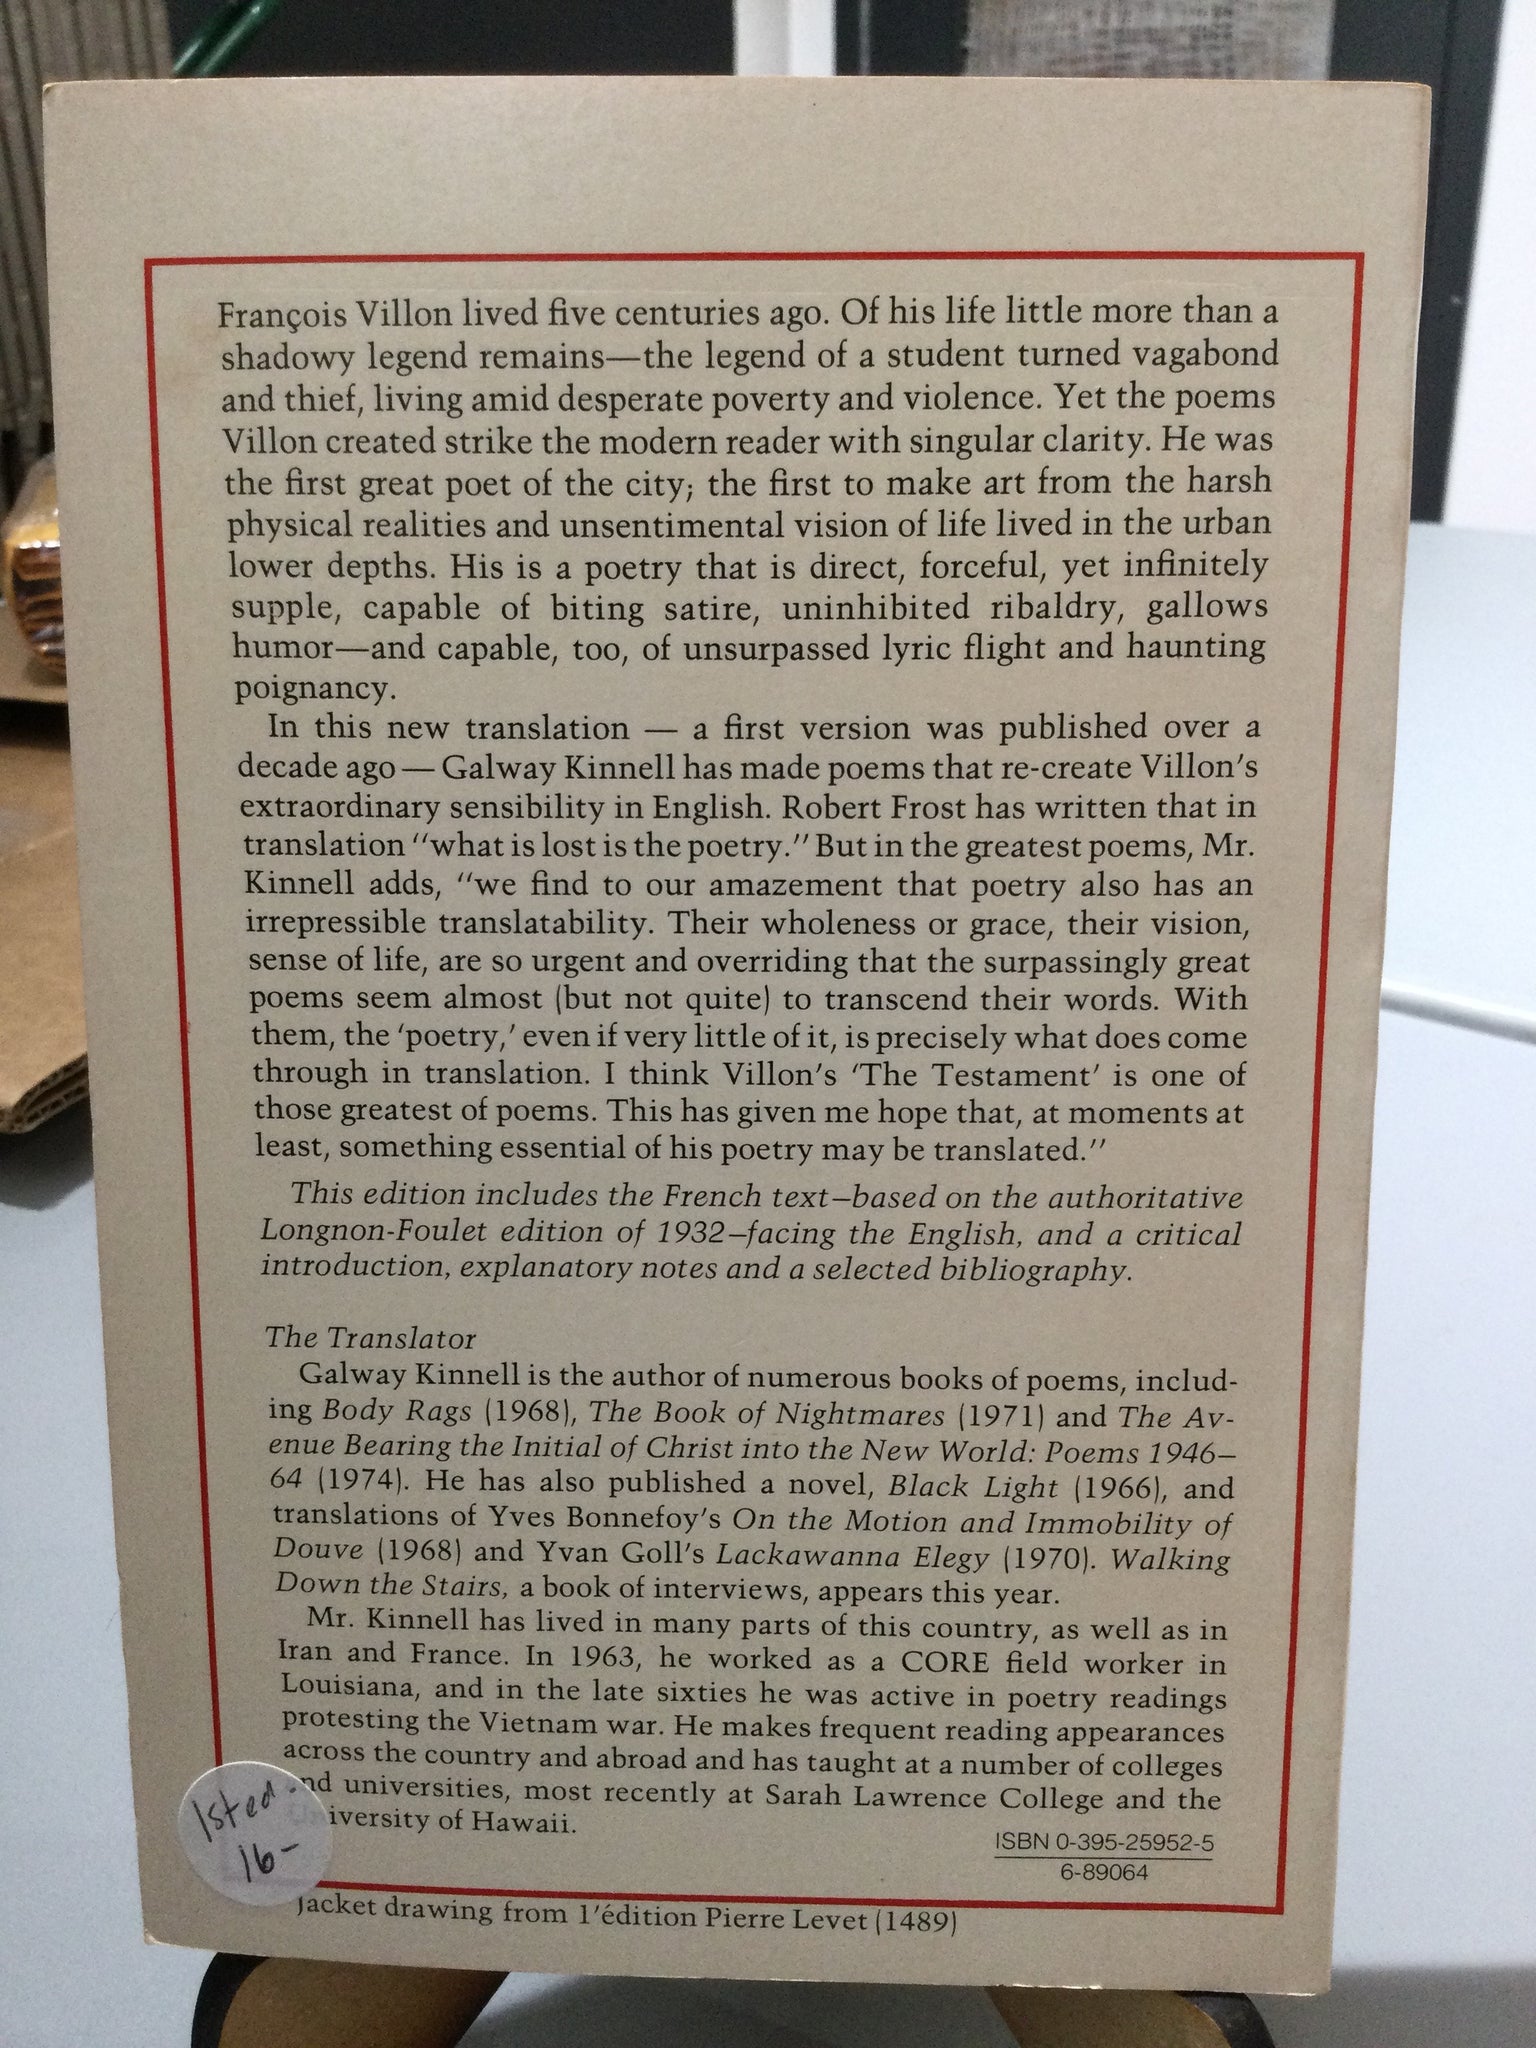 François Villon lived five centuries ago. Of his life little more than a
shadowy legend remains—the legend of a student turned vagabond
and thief, living amid desperate poverty and violence. Yet the poems
Villon created strike the modern reader with singular clarity. He was
the first great poet of the city; the first to make art from the harsh
physical realities and unsentimental vision of life lived in the urban
lower depths. His is a poetry that is direct, forceful, yet infinitely
supple, capable of biting satire, uninhibited ribaldry, gallows
humor—and capable, too, of unsurpassed lyric flight and haunting
poignancy.
In this new translation — a first version was published over a
decade ago — Galway Kinnell has made poems that re-create Villon's
extraordinary sensibility in English. Robert Frost has written that in
translation "what is lost is the poetry." But in the greatest poems, Mr.
Kinnell adds, "we find to our amazement that poetry also has an
irrepressible translatability. Their wholeness or grace, their vision,
sense of life, are so urgent and overriding that the surpassingly great
poems seem almost (but not quite) to transcend their words. With
them, the 'poetry,' even if very little of it, is precisely what does come
through in translation. I think Villon's 'The Testament' is one of
those greatest of poems. This has given me hope that, at moments at
least, something essential of his poetry may be translated."
This edition includes the French text—based on the authoritative
Longnon-Foulet edition of 1932—facing the English, and a critical
introduction, explanatory notes and a selected bibliography.
The Translator
Galway Kinnell is the author of numerous books of poems, includ-
ing Body Rags (1968), The Book of Nightmares (1971) and The Av-
enue Bearing the Initial of Christ into the New World: Poems 1946–
64 (1974). He has also published a novel, Black Light (1966), and
translations of Yves Bonnefoy's On the Motion and Immobility of
Douve (1968) and Yvan Goll's Lackawanna Elegy (1970). Walking
Down the Stairs, a book of interviews, appears this year.
Mr. Kinnell has lived in many parts of this country, as well as in
Iran and France. In 1963, he worked as a CORE field worker in
Louisiana, and in the late sixties he was active in poetry readings
protesting the Vietnam war. He makes frequent reading appearances
across the country and abroad and has taught at a number of colleges
and universities, most recently at Sarah Lawrence College and the
University of Hawaii.
1st ed.
16–
ISBN 0-395-25952-5
6-89064
Jacket drawing from l'édition Pierre Levet (1489)